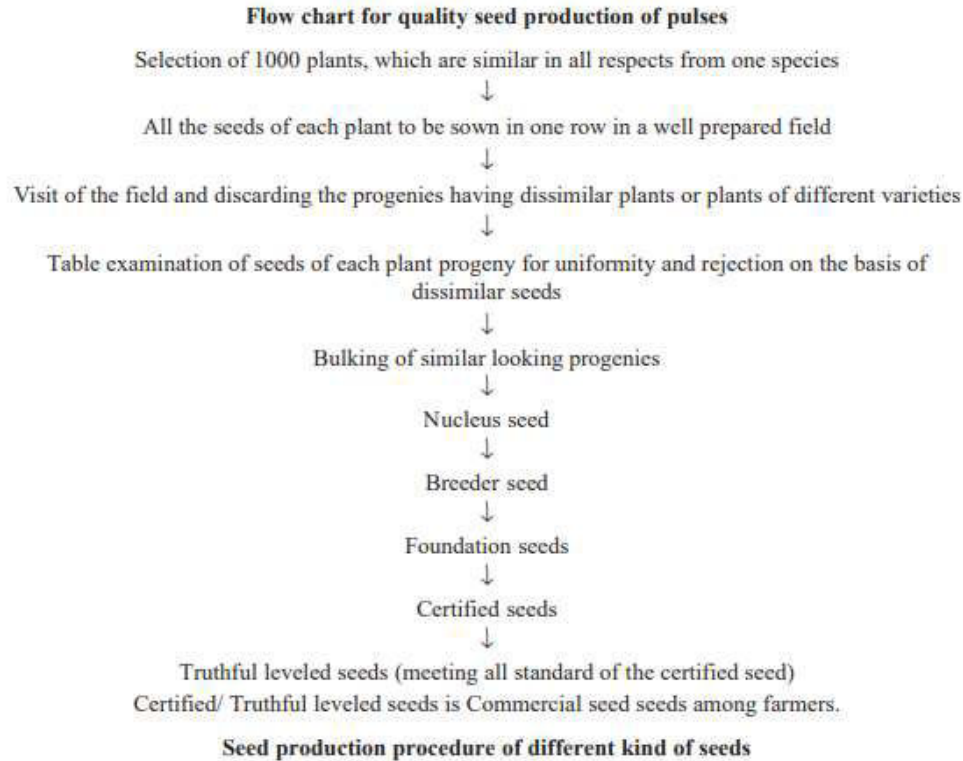 Flow chart for quality seed production of pulses
Selection of 1000 plants, which are similar in all respects from one species
↓
All the seeds of each plant to be sown in one row in a well prepared field
↓
Visit of the field and discarding the progenies having dissimilar plants or plants of different varieties
↓
Table examination of seeds of each plant progeny for uniformity and rejection on the basis of
dissimilar seeds
↓
Bulking of similar looking progenies
↓
Nucleus seed
↓
Breeder seed
↓
Foundation seeds
↓
Certified seeds
↓
Truthful leveled seeds (meeting all standard of the certified seed)
Certified/ Truthful leveled seeds is Commercial seed seeds among farmers.
Seed production procedure of different kind of seeds